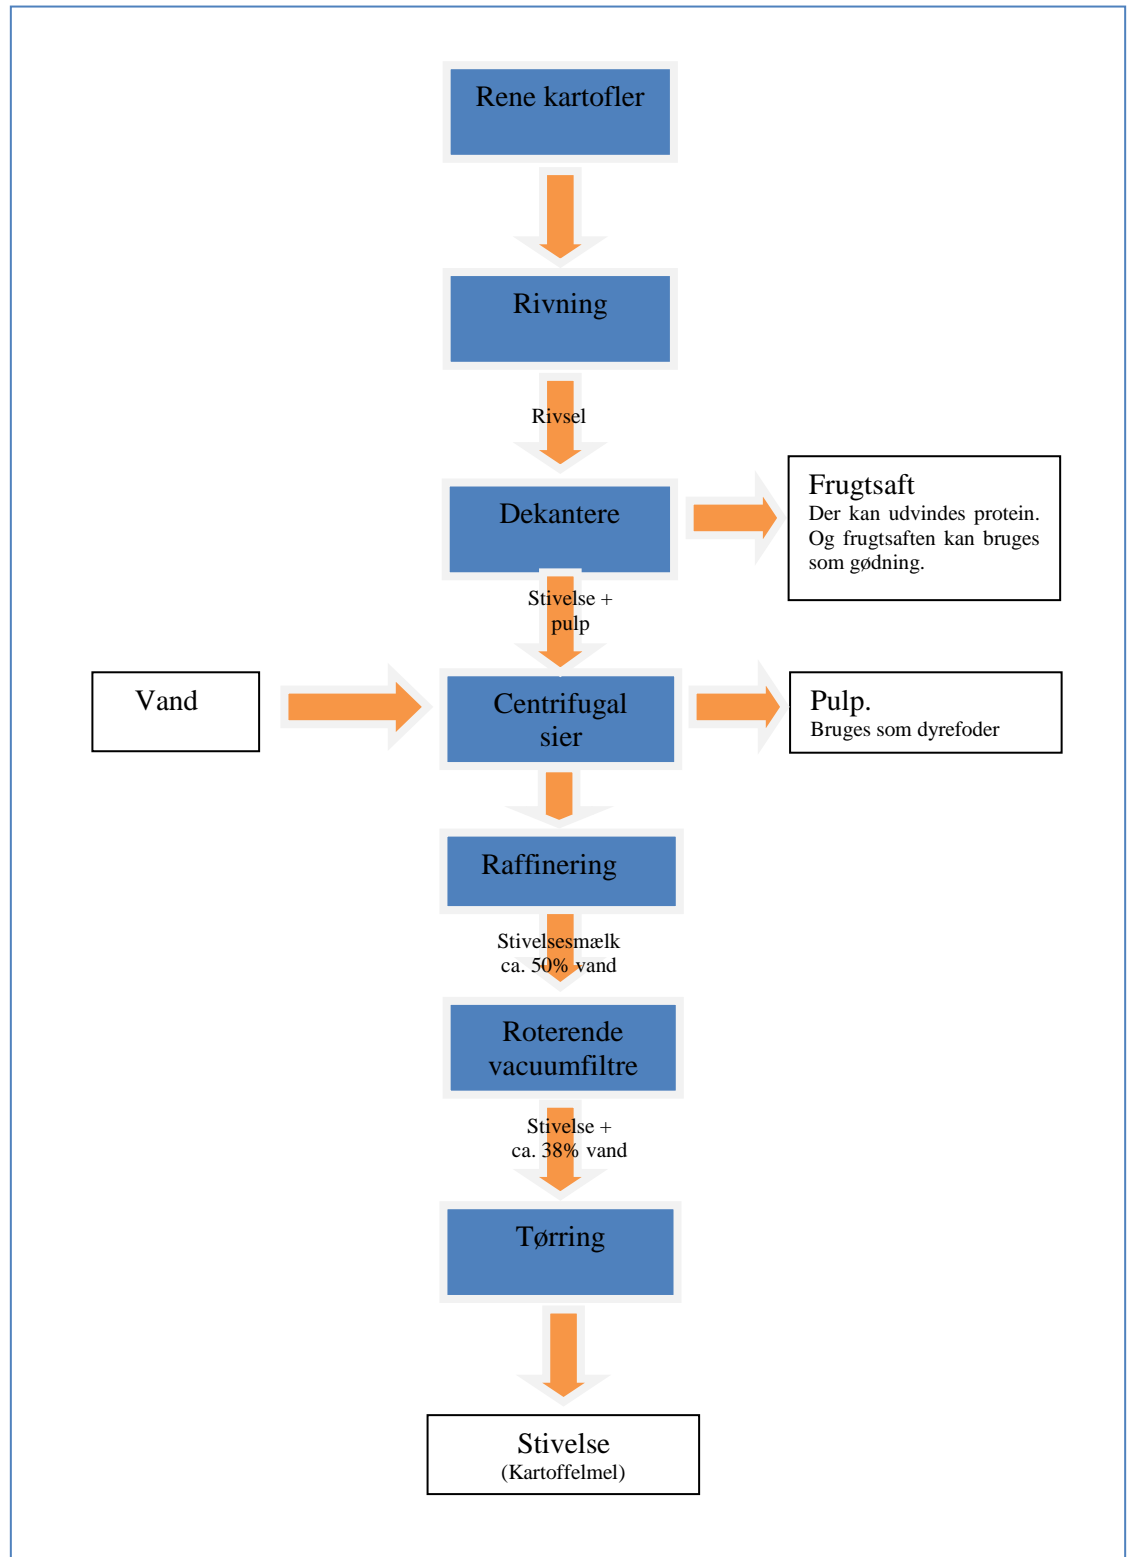 Rene kartofler
Rivning
Rivsel
Dekantere
Frugtsaft
Der kan udvindes protein.
Og frugtsaften kan bruges
som gødning.
Stivelse +
pulp
Vand
Centrifugal
sier
Pulp.
Bruges som dyrefoder
Raffinering
Stivelsesmælk
ca. 50% vand
Roterende
vacuumfiltre
Stivelse +
ca. 38% vand
Tørring
Stivelse
(Kartoffelmel)